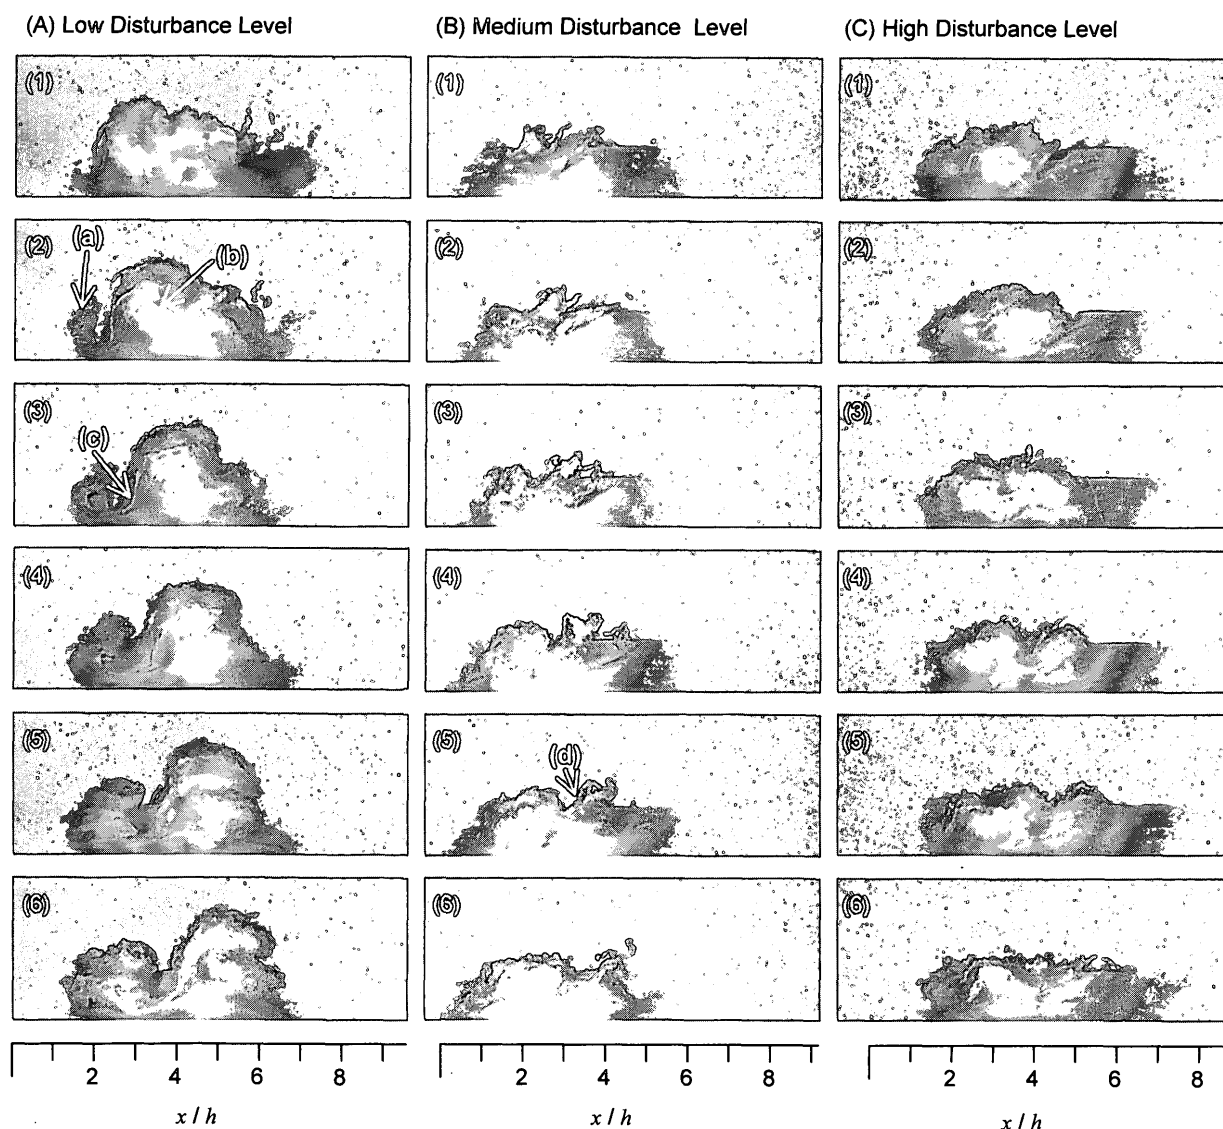 (A) Low Disturbance Level (B) Medium Disturbance Level (C) High Disturbance Level
(1) (1) (1)
(2) (a) (b) (2) (2)
(3) (c) (3) (3)
(4) (4) (4)
(5) (5) (d) (5)
(6) (6) (6)
2 4 6 8 2 4 6 8 2 4 6 8
x / h x / h x / h